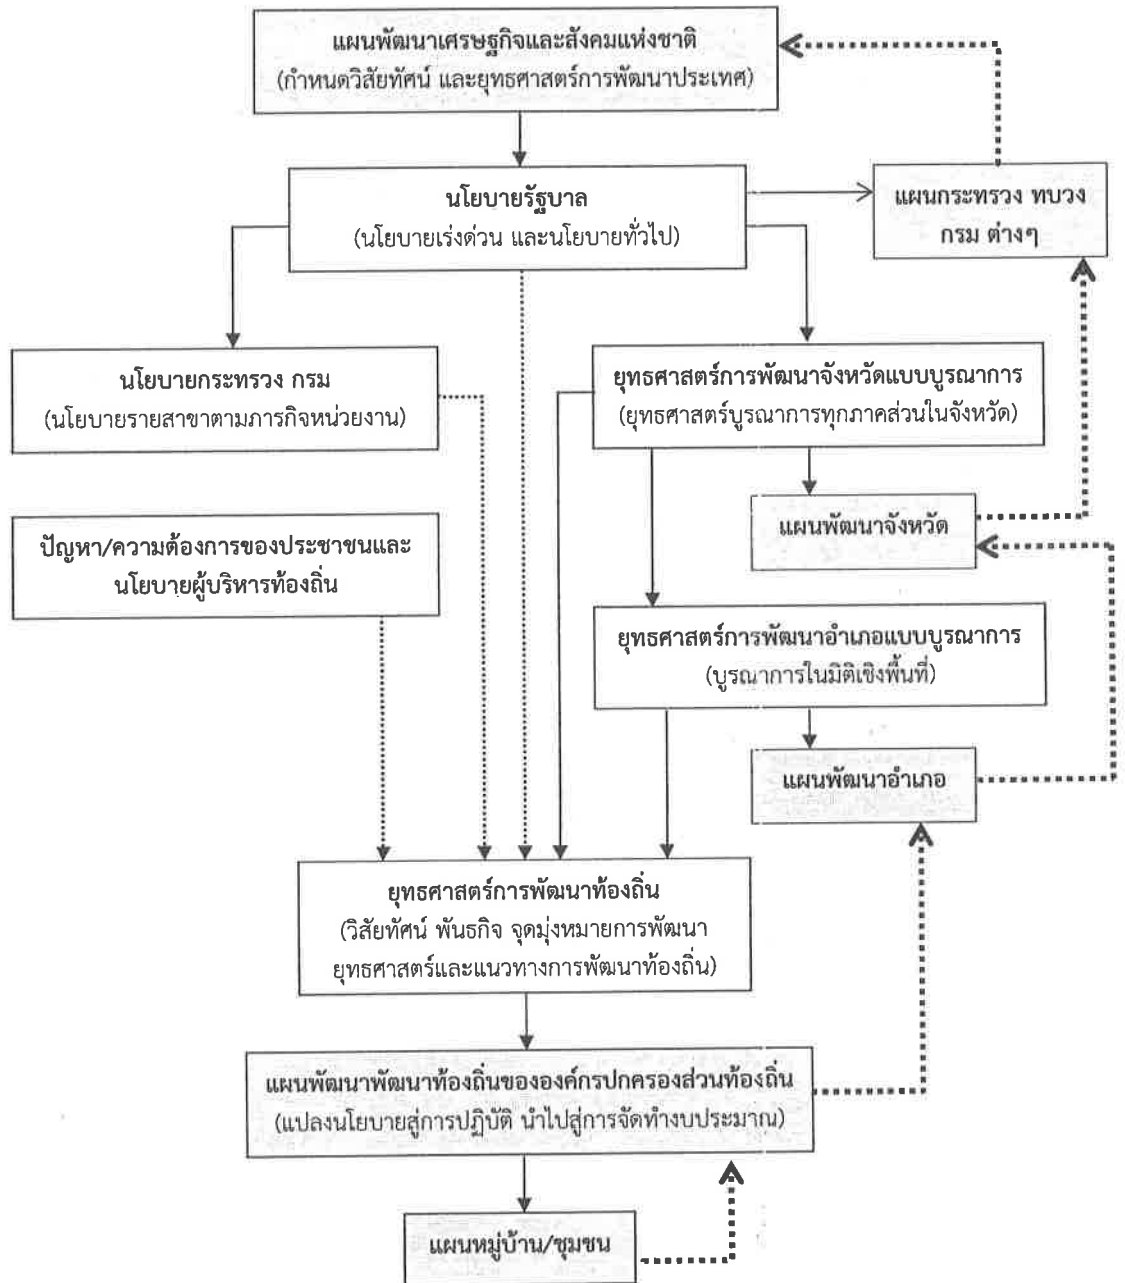 แผนพัฒนาเศรษฐกิจและสังคมแห่งชาติ
(กำหนดวิสัยทัศน์ และยุทธศาสตร์การพัฒนาประเทศ)
นโยบายรัฐบาล
(นโยบายเร่งด่วน และนโยบายทั่วไป)
แผนกระทรวง ทบวง
กรม ต่างๆ
นโยบายกระทรวง กรม
(นโยบายรายสาขาตามภารกิจหน่วยงาน)
ยุทธศาสตร์การพัฒนาจังหวัดแบบบูรณาการ
(ยุทธศาสตร์บูรณาการทุกภาคส่วนในจังหวัด)
แผนพัฒนาจังหวัด
ปัญหา/ความต้องการของประชาชนและ
นโยบายผู้บริหารท้องถิ่น
ยุทธศาสตร์การพัฒนาอำเภอแบบบูรณาการ
(บูรณาการในมิติเชิงพื้นที่)
แผนพัฒนาอำเภอ
ยุทธศาสตร์การพัฒนาท้องถิ่น
(วิสัยทัศน์ พันธกิจ จุดมุ่งหมายการพัฒนา
ยุทธศาสตร์และแนวทางการพัฒนาท้องถิ่น)
แผนพัฒนาพัฒนาท้องถิ่นขององค์กรปกครองส่วนท้องถิ่น
(แปลงนโยบายสู่การปฏิบัติ นำไปสู่การจัดทำงบประมาณ)
แผนหมู่บ้าน/ชุมชน